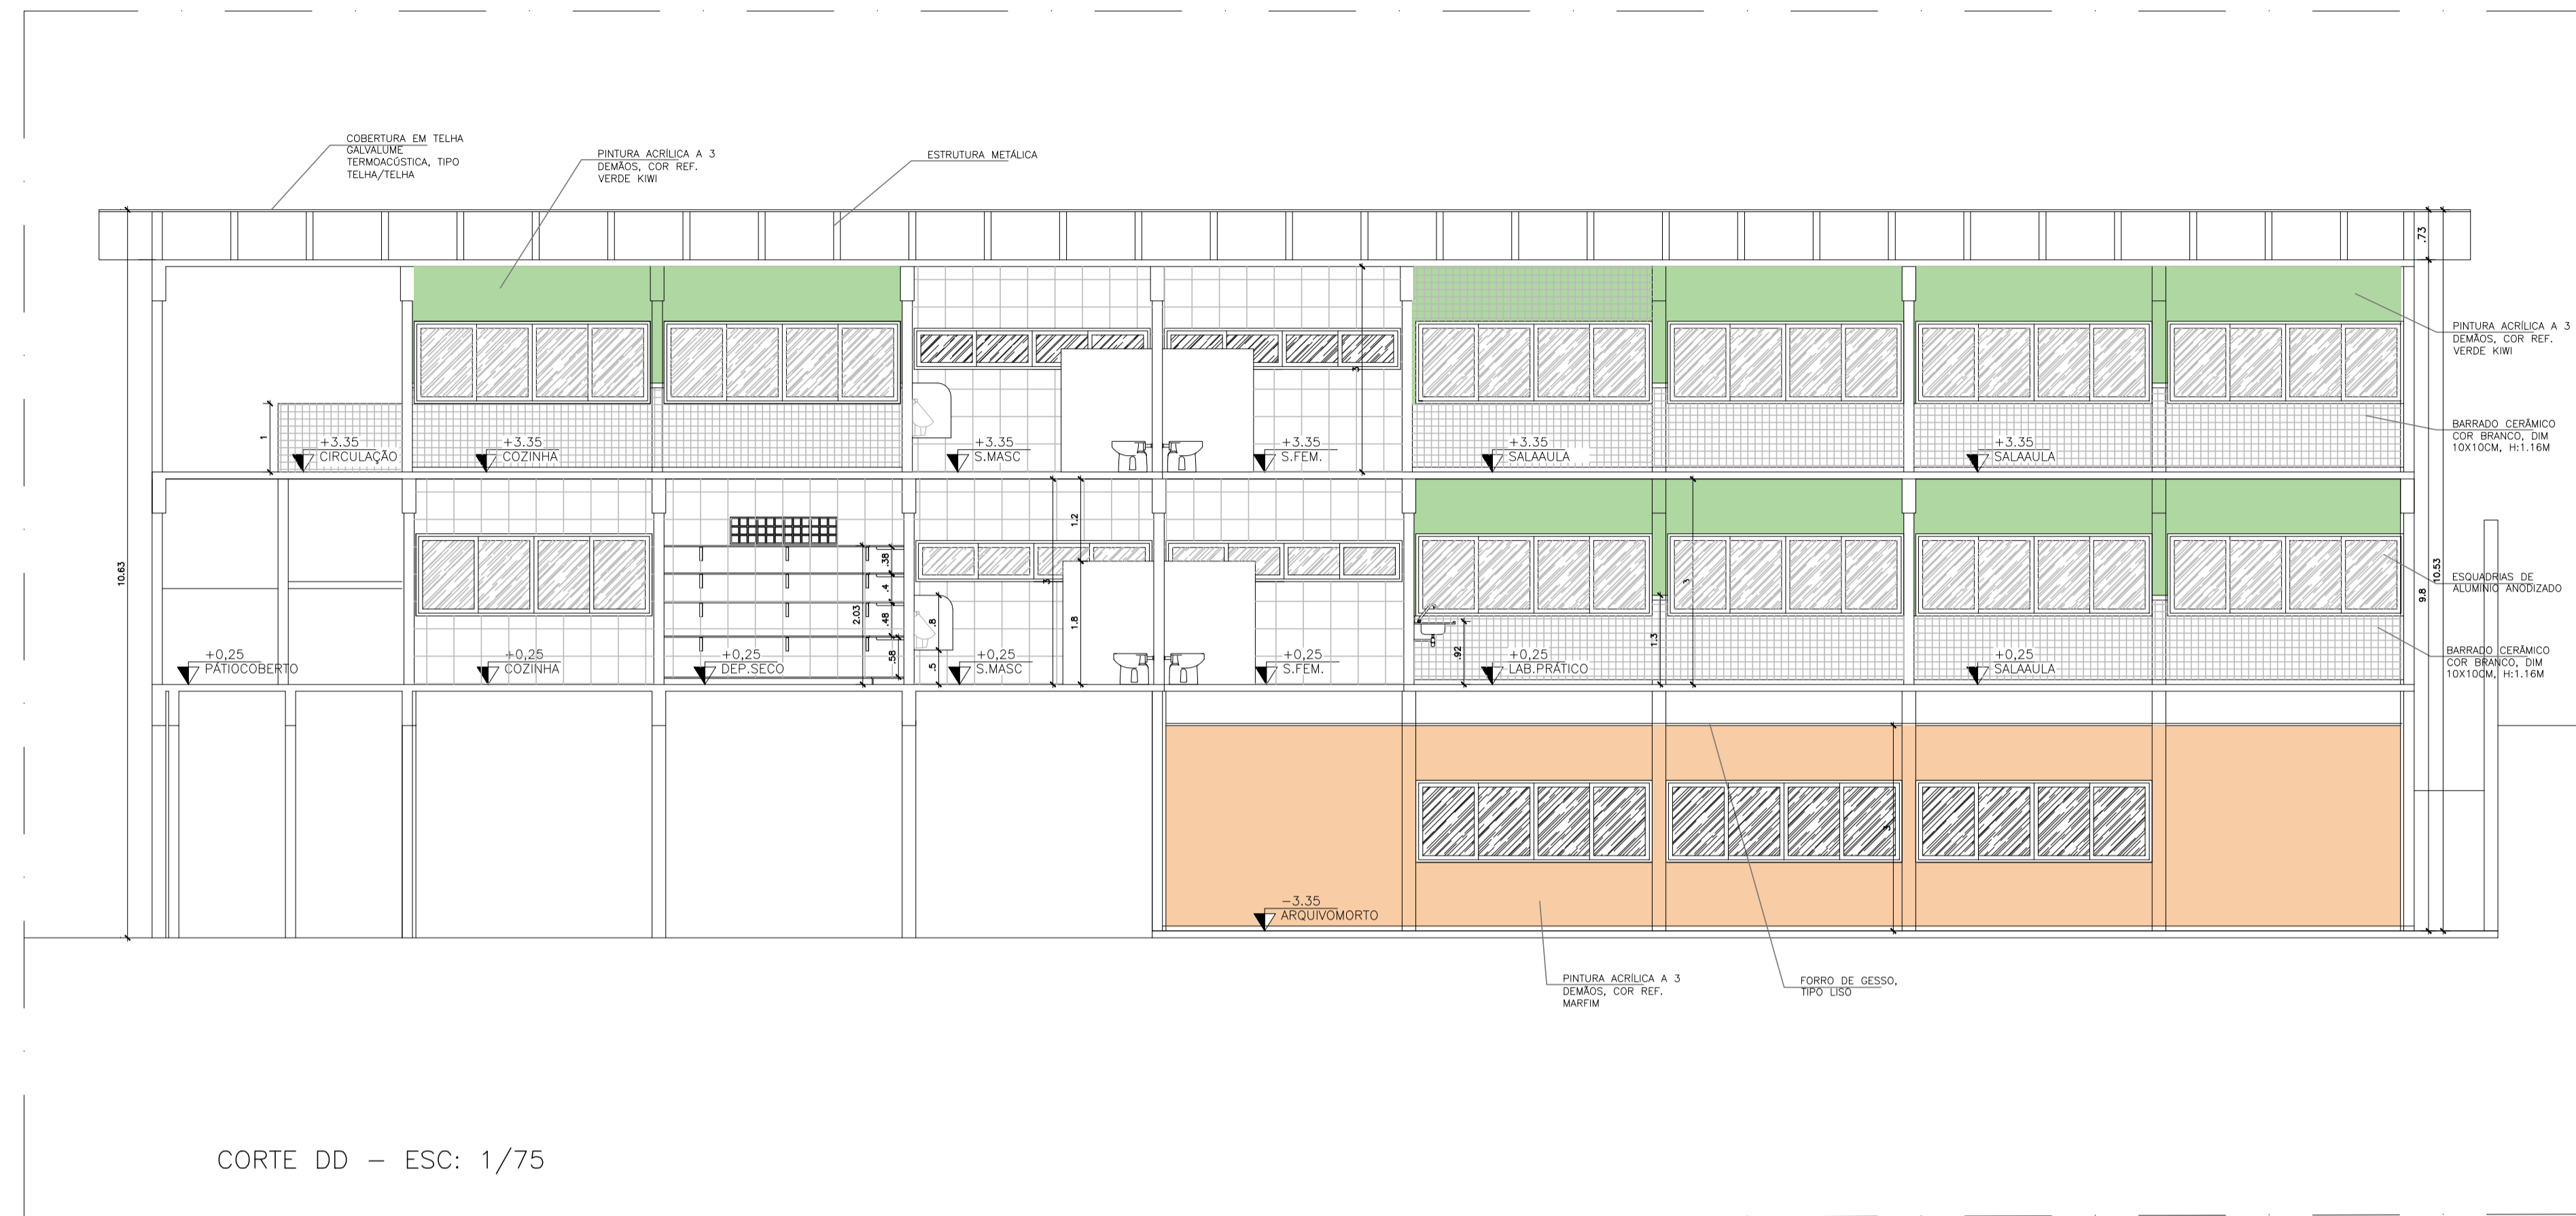 COBERTURA EM TELHA
GALVALUME
TERMOACÚSTICA, TIPO
TELHA/TELHA
PINTURA ACRÍLICA A 3
DEMÃOS, COR REF.
VERDE KIWI
ESTRUTURA METÁLICA
.73
PINTURA ACRÍLICA A 3
DEMÃOS, COR REF.
VERDE KIWI
3
BARRADO CERÂMICO
COR BRANCO, DIM
10X10CM, H:1.16M
1
+3.35
CIRCULAÇÃO
+3.35
COZINHA
+3.35
S.MASC
+3.35
S.FEM.
+3.35
SALAAULA
+3.35
SALAAULA
10.63
1.2
.38
.4
.48
.58
2.03
.8
.5
3
1.8
.92
1.3
3
10.53
9.8
ESQUADRIAS DE
ALUMÍNIO ANODIZADO
BARRADO CERÂMICO
COR BRANCO, DIM
10X10CM, H:1.16M
+0,25
PÁTIOCOBERTO
+0,25
COZINHA
+0,25
DEP.SECO
+0,25
S.MASC
+0,25
S.FEM.
+0,25
LAB.PRÁTICO
+0,25
SALAAULA
3
−3.35
ARQUIVOMORTO
PINTURA ACRÍLICA A 3
DEMÃOS, COR REF.
MARFIM
FORRO DE GESSO,
TIPO LISO
CORTE DD − ESC: 1/75